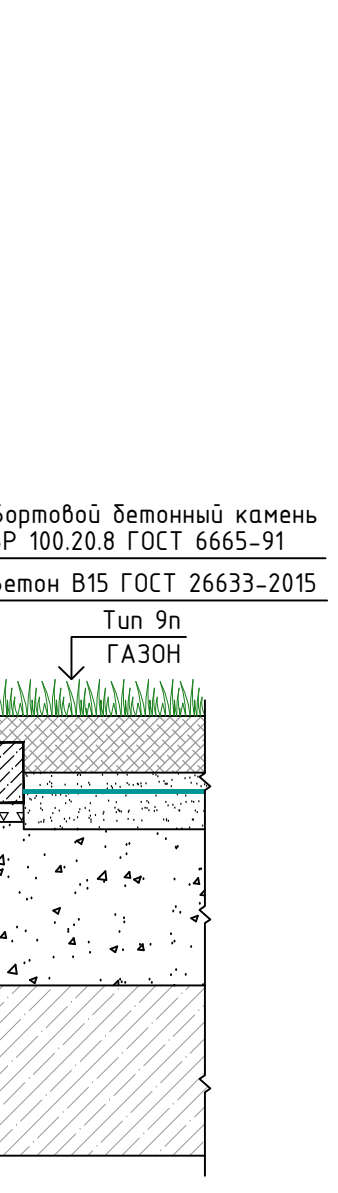 бортовой бетонный камень
БР 100.20.8 ГОСТ 6665-91
бетон В15 ГОСТ 26633-2015
Тип 9п
ГАЗОН